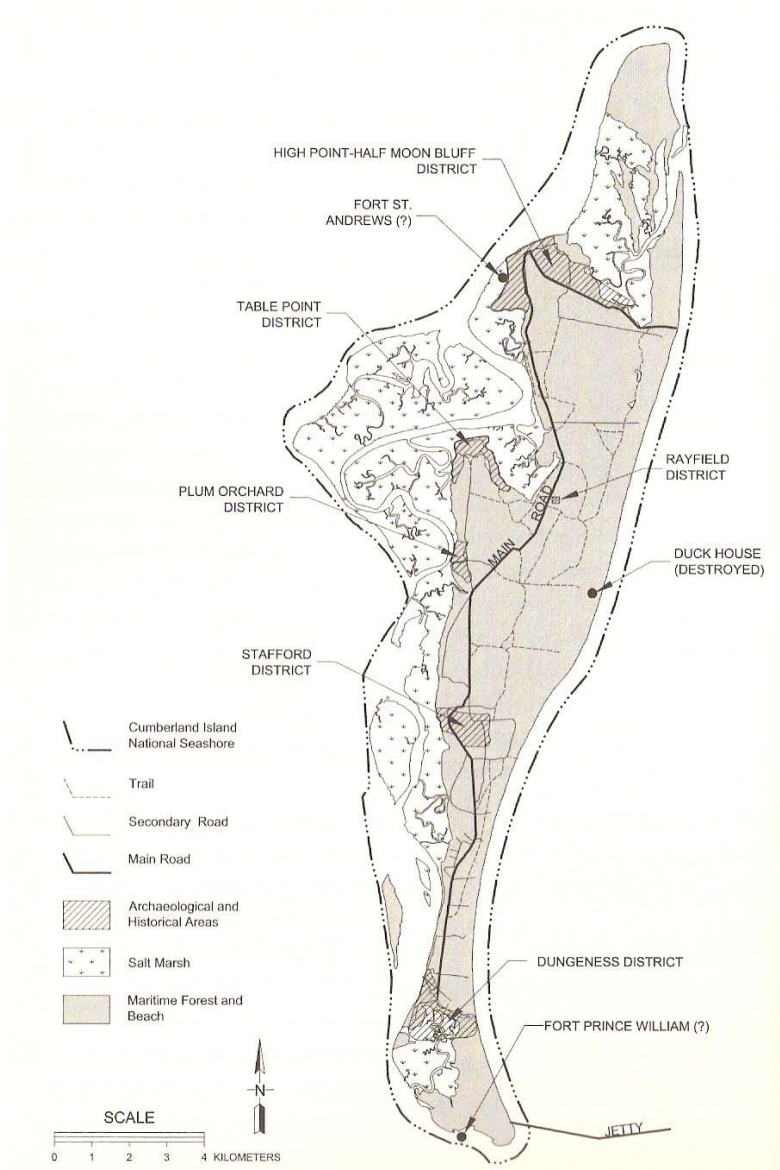 HIGH POINT-HALF MOON BLUFF
DISTRICT
FORT ST.
ANDREWS (?)
TABLE POINT
DISTRICT
RAYFIELD
DISTRICT
PLUM ORCHARD
DISTRICT
ROAD
MAIN
DUCK HOUSE
(DESTROYED)
STAFFORD
DISTRICT
Cumberland Island
National Seashore
Trail
Secondary Road
Main Road
Archaeological and
Historical Areas
Salt Marsh
Maritime Forest and
Beach
DUNGENESS DISTRICT
FORT PRINCE WILLIAM (?)
N
JETTY
SCALE
0 1 2 3 4 KILOMETERS